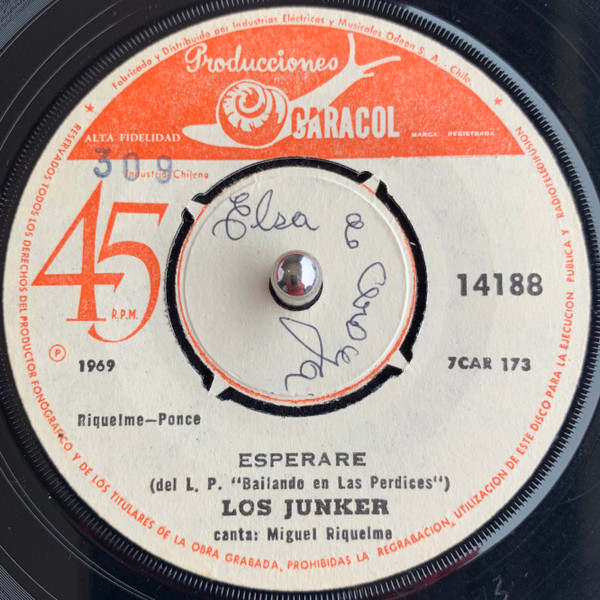 Fabricado y Distribuido por Industrias Eléctricas y Musicales Odeon S. A., Chile.
Producciones
CARACOL
ALTA FIDELIDAD
MARCA REGISTRADA
309
Industria Chilena
45
R.P.M.
Elsa
14188
Ⓟ 1969
7CAR 173
Riquelme—Ponce
ESPERARE
(del L. P. "Bailando en Las Perdices")
LOS JUNKER
canta: Miguel Riquelme
RESERVADOS TODOS LOS DERECHOS DEL PRODUCTOR FONOGRAFICO Y DE LOS TITULARES DE LA OBRA GRABADA, PROHIBIDAS LA REGRABACION, UTILIZACION DE ESTE DISCO PARA LA EJECUCION PUBLICA Y RADIOTELEDIFUSION